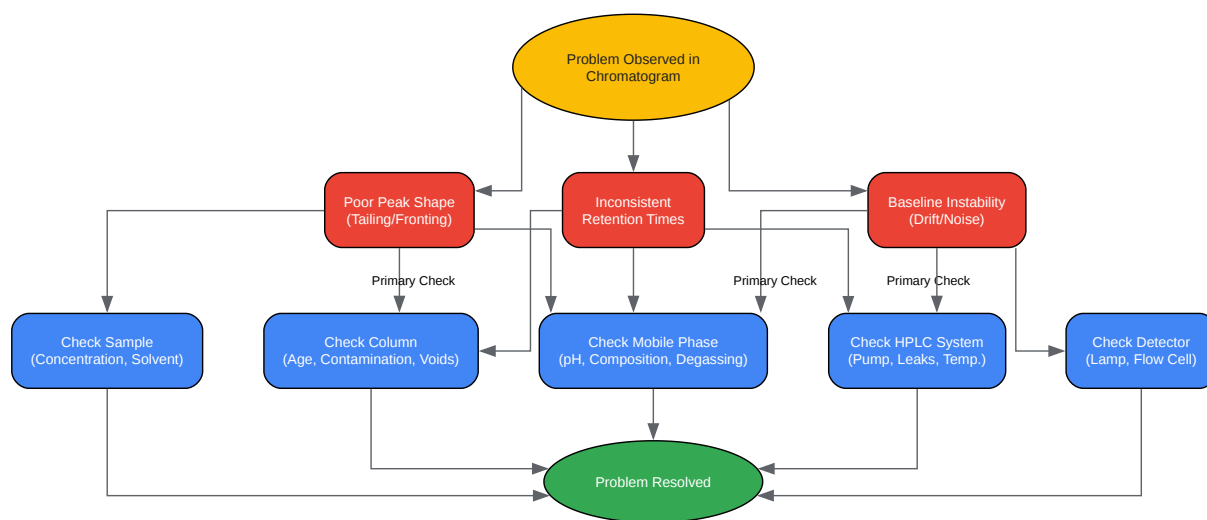 Problem Observed in
Chromatogram
Poor Peak Shape
(Tailing/Fronting)
Inconsistent
Retention Times
Baseline Instability
(Drift/Noise)
Primary Check
Primary Check
Primary Check
Check Sample
(Concentration, Solvent)
Check Column
(Age, Contamination, Voids)
Check Mobile Phase
(pH, Composition, Degassing)
Check HPLC System
(Pump, Leaks, Temp.)
Check Detector
(Lamp, Flow Cell)
Problem Resolved